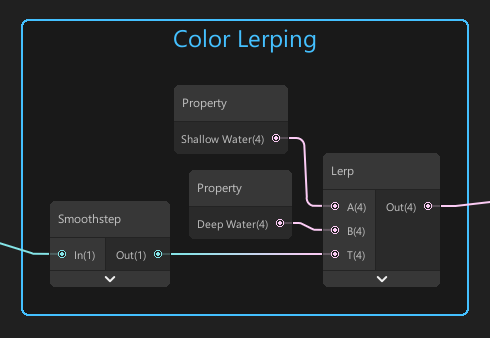 Color Lerping
Property
Shallow Water(4)
Property
Deep Water(4)
Smoothstep
In(1) Out(1)
Lerp
A(4) Out(4)
B(4)
T(4)